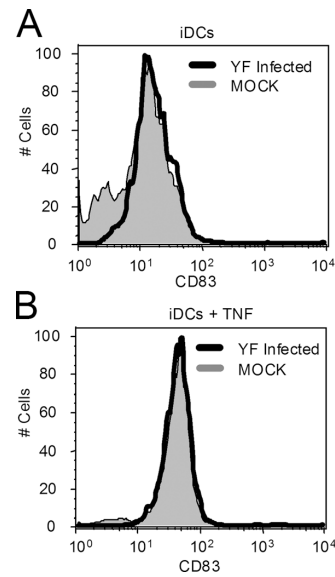 A
iDCs
YF Infected
MOCK
100
80
60
40
20
0
# Cells
10⁰ 10¹ 10² 10³ 10⁴
CD83
B
iDCs + TNF
YF Infected
MOCK
100
80
60
40
20
0
# Cells
10⁰ 10¹ 10² 10³ 10⁴
CD83